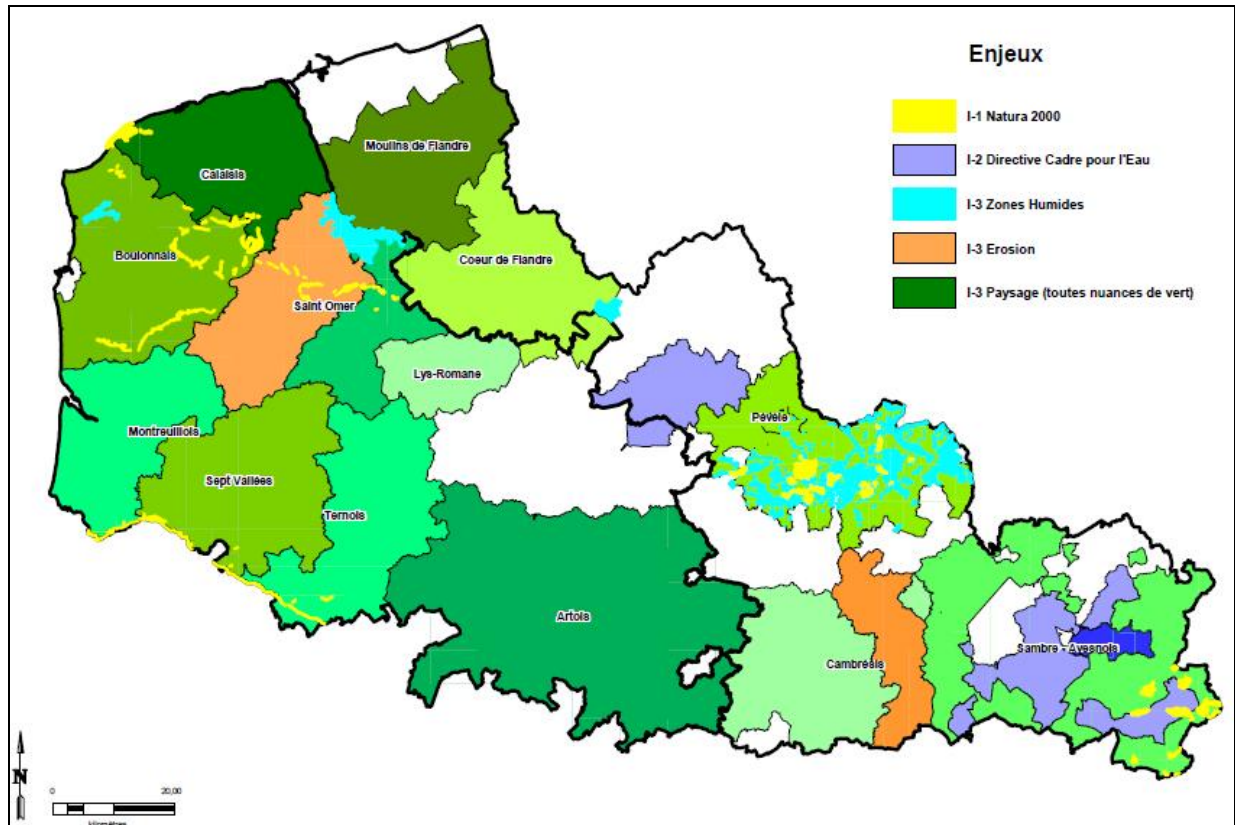 Enjeux
I-1 Natura 2000
I-2 Directive Cadre pour l'Eau
I-3 Zones Humides
I-3 Erosion
I-3 Paysage (toutes nuances de vert)
Moulins de Flandre
Calaisis
Boulonnais
Coeur de Flandre
Saint Omer
Lys-Romane
Pévèle
Montreuillois
Sept Vallées
Ternois
Artois
Cambrésis
Sambre - Avesnois
N
0 20,00
kilomètres